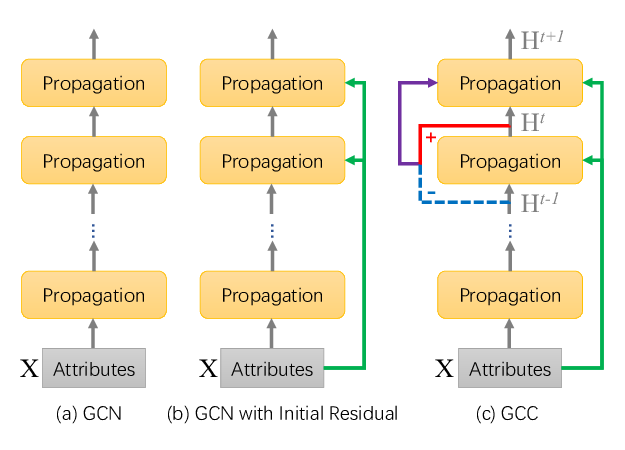 Propagation
Propagation
⋮
Propagation
X Attributes
(a) GCN
Propagation
Propagation
⋮
Propagation
X Attributes
(b) GCN with Initial Residual
H^{t+1}
Propagation
H^{t}
+
Propagation
-
H^{t-1}
⋮
Propagation
X Attributes
(c) GCC